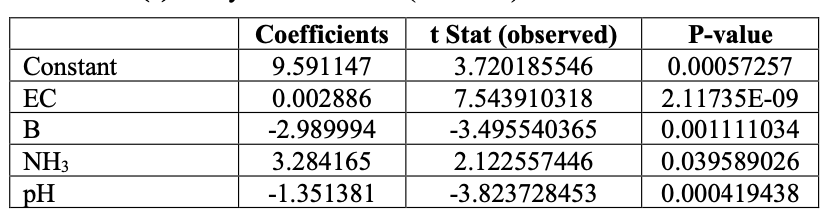 Coefficients t Stat (observed) P-value
Constant 9.591147 3.720185546 0.00057257
EC 0.002886 7.543910318 2.11735E-09
B -2.989994 -3.495540365 0.001111034
NH₃ 3.284165 2.122557446 0.039589026
pH -1.351381 -3.823728453 0.000419438